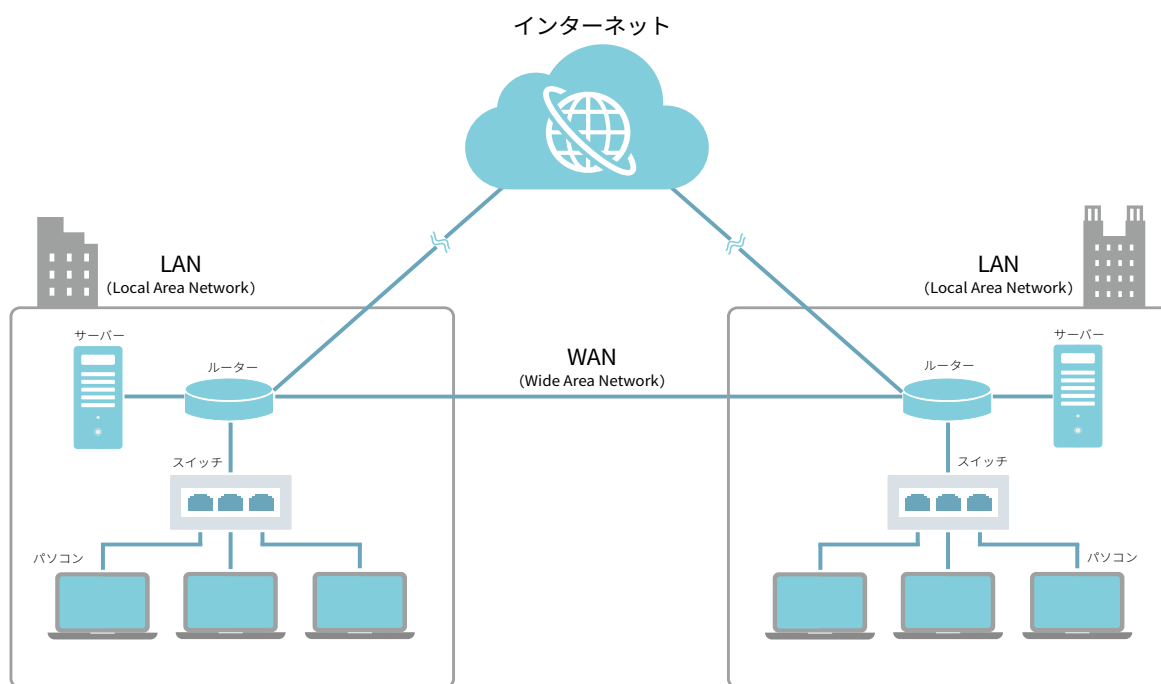 インターネット
LAN
（Local Area Network）
LAN
（Local Area Network）
サーバー
ルーター
WAN
（Wide Area Network）
ルーター
サーバー
スイッチ
スイッチ
パソコン
パソコン